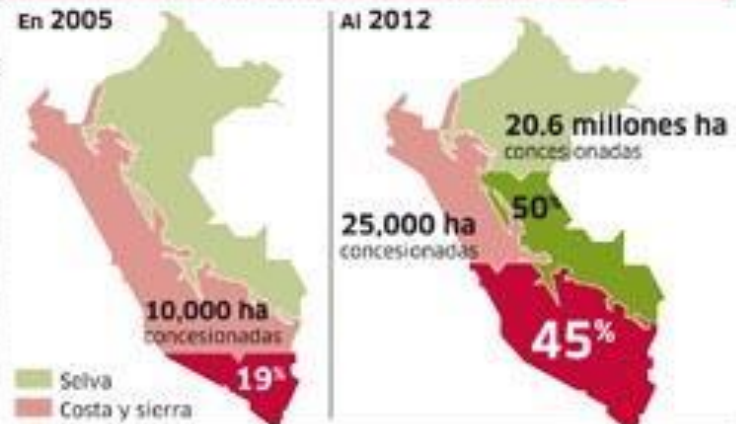 En 2005
10,000 ha
concesionadas
19%
Selva
Costa y sierra
Al 2012
20.6 millones ha
concesionadas
50%
25,000 ha
concesionadas
45%